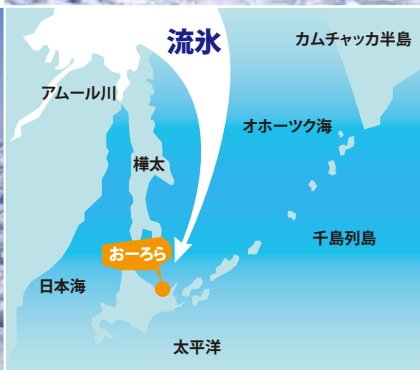 流氷
カムチャッカ半島
アムール川
オホーツク海
樺太
千島列島
おーろら
日本海
太平洋